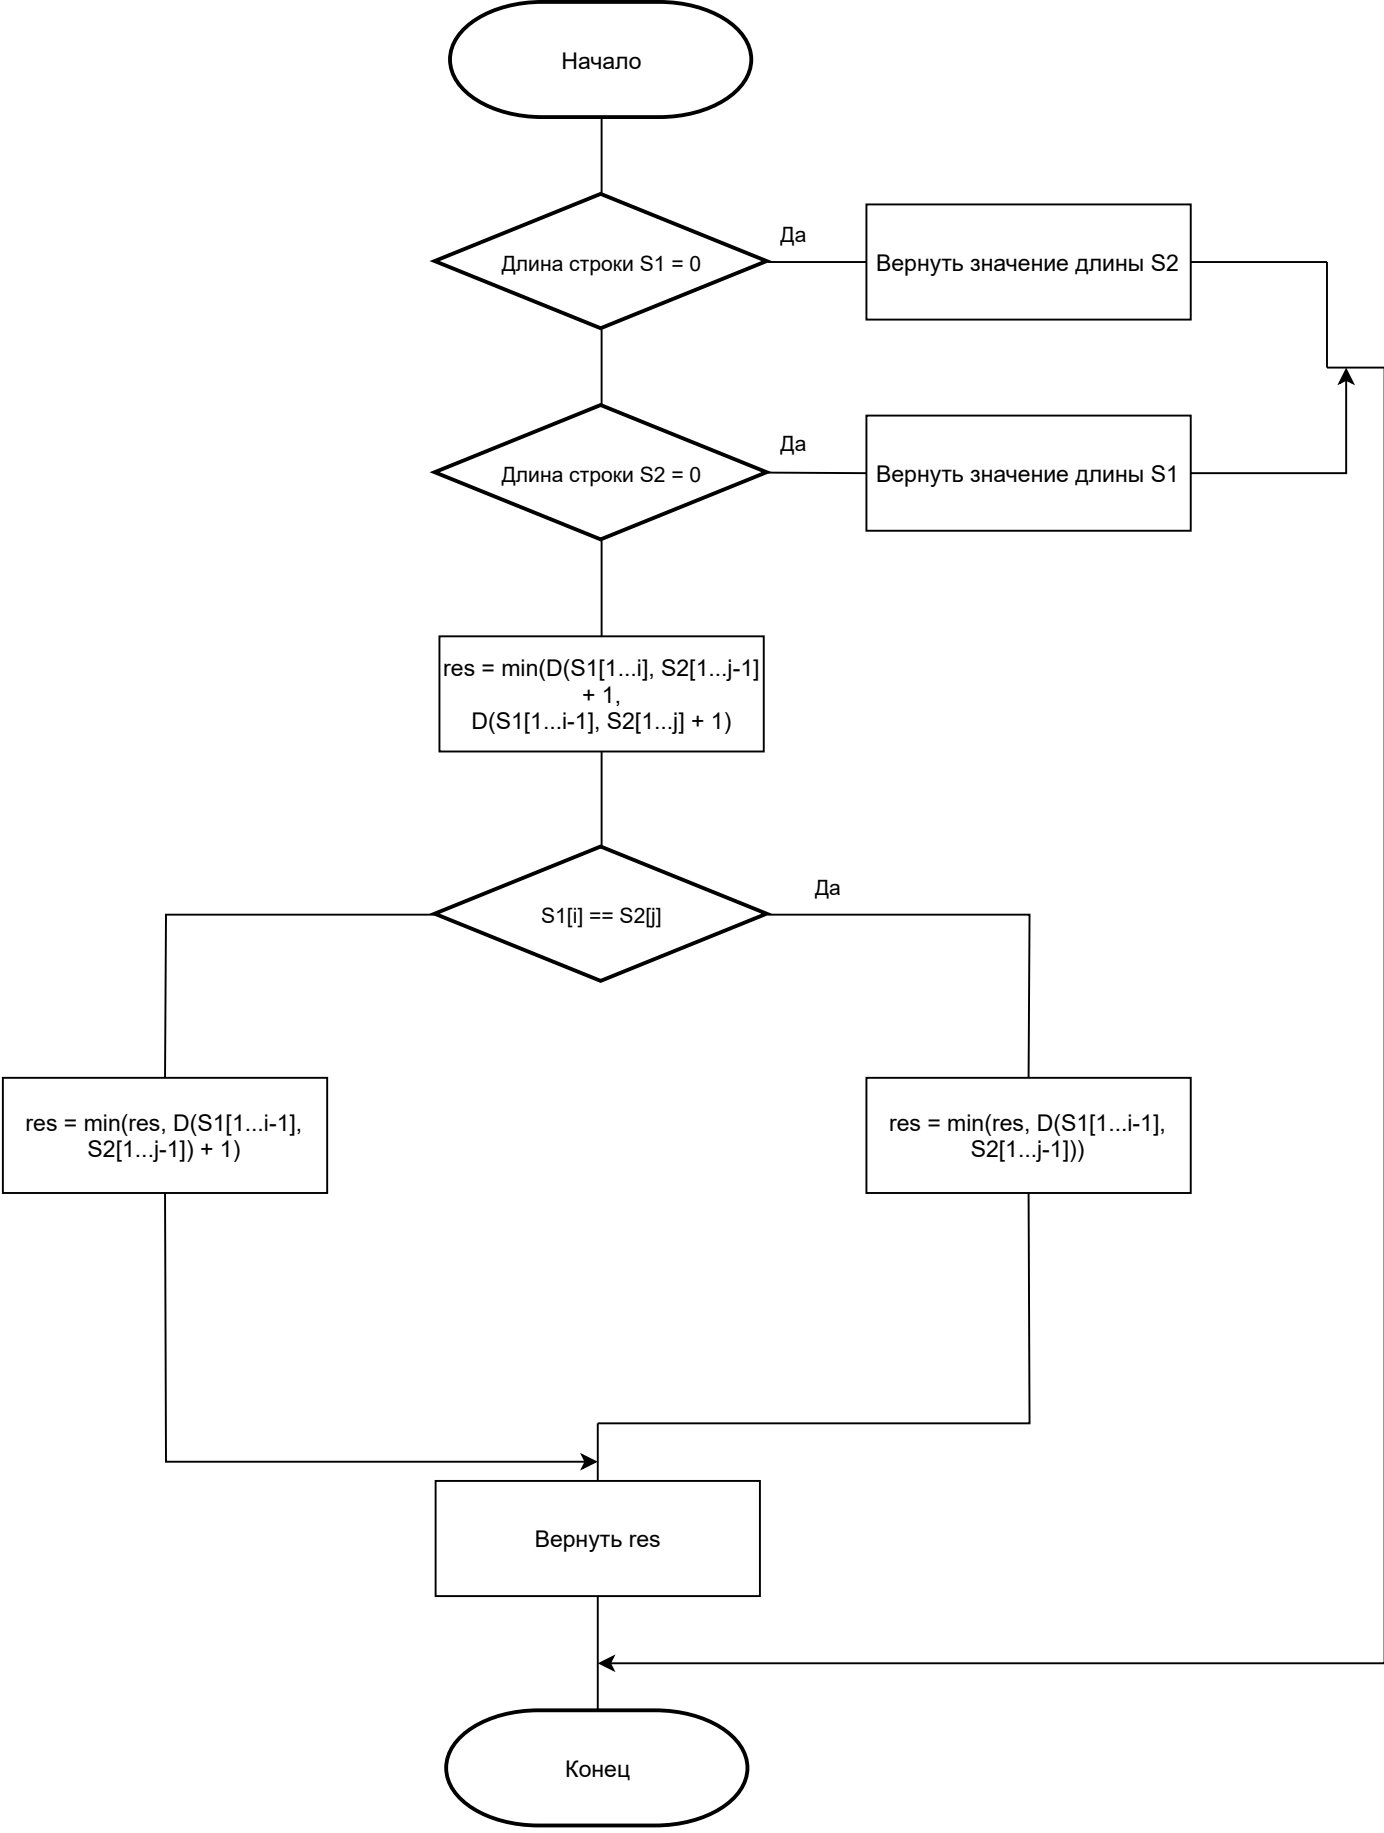 Начало
Да
Длина строки S1 = 0
Вернуть значение длины S2
Да
Длина строки S2 = 0
Вернуть значение длины S1
res = min(D(S1[1...i], S2[1...j-1]
+ 1,
D(S1[1...i-1], S2[1...j] + 1)
Да
S1[i] == S2[j]
res = min(res, D(S1[1...i-1],
S2[1...j-1]) + 1)
res = min(res, D(S1[1...i-1],
S2[1...j-1]))
Вернуть res
Конец